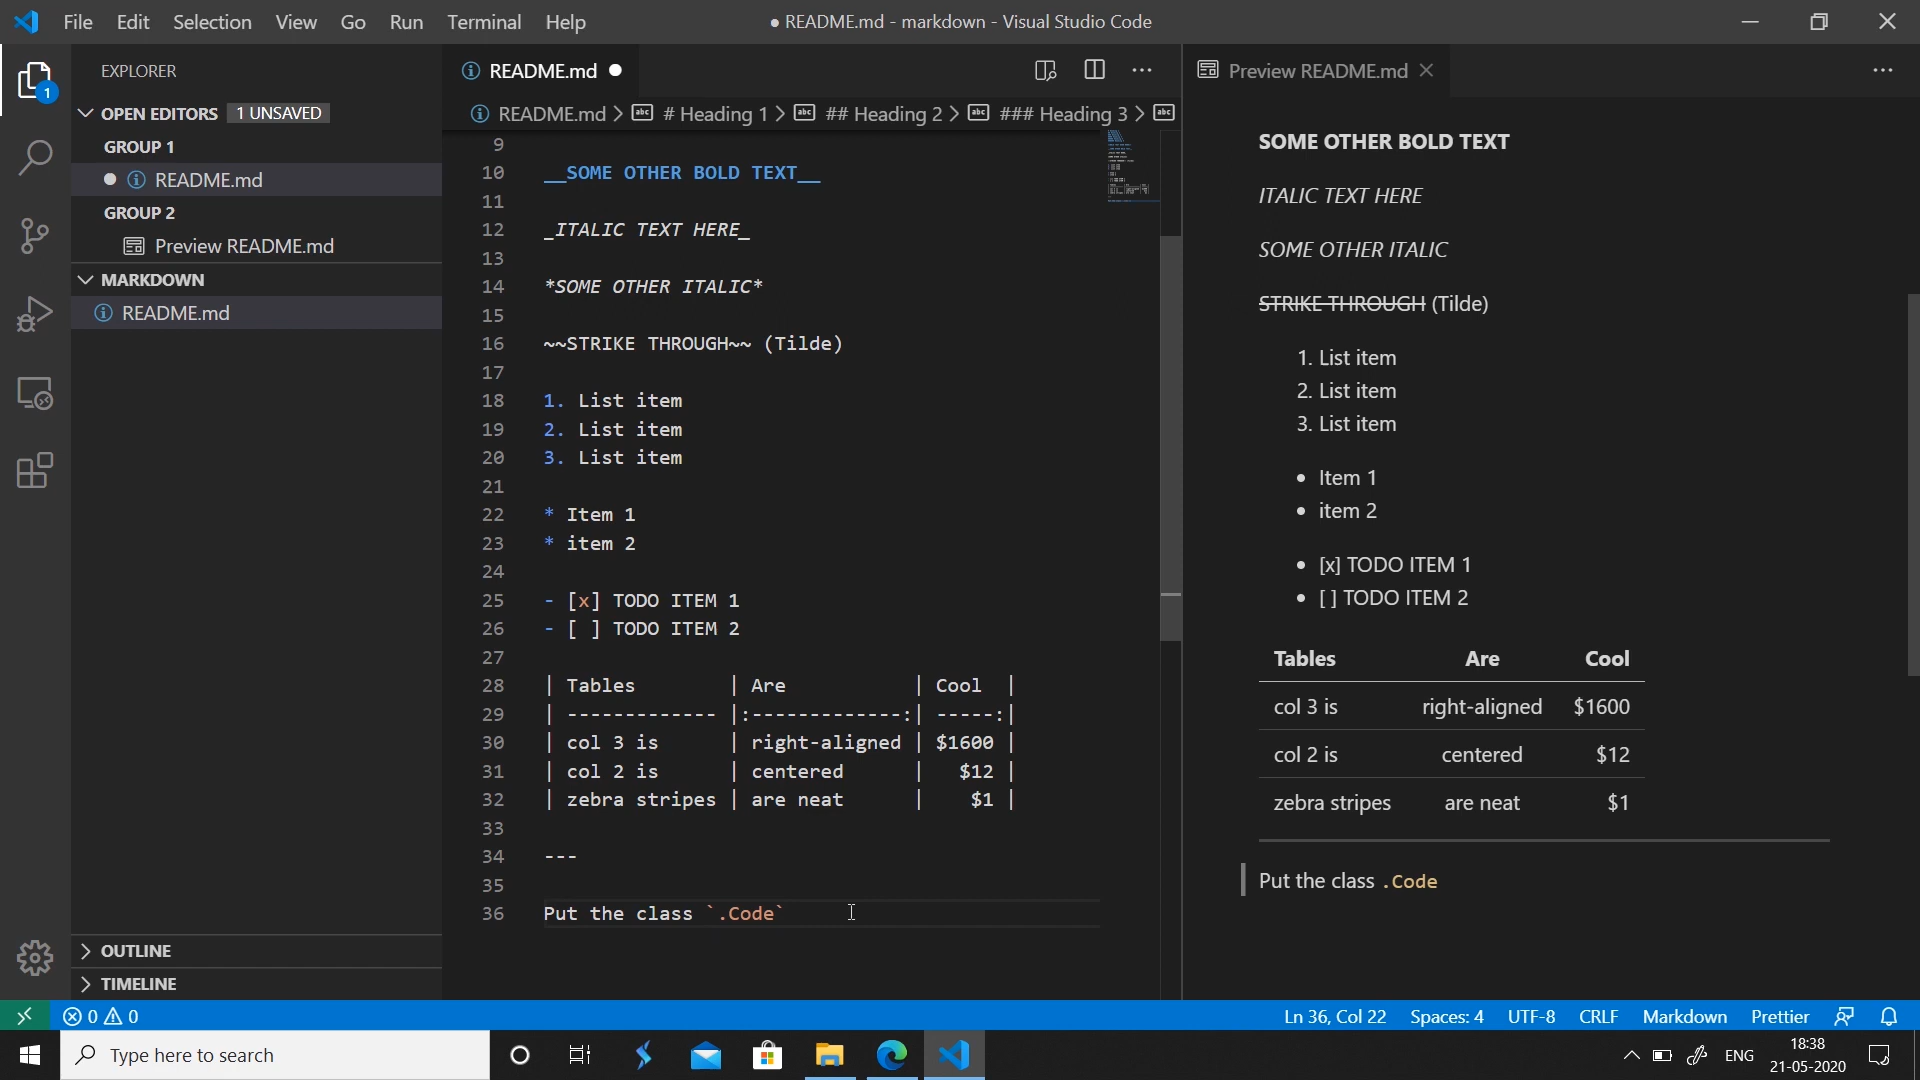 File Edit Selection View Go Run Terminal Help
● README.md - markdown - Visual Studio Code
EXPLORER
OPEN EDITORS 1 UNSAVED
GROUP 1
README.md
GROUP 2
Preview README.md
MARKDOWN
README.md
OUTLINE
TIMELINE
1
README.md
README.md > # Heading 1 > ## Heading 2 > ### Heading 3 >
9
10 __SOME OTHER BOLD TEXT__
11
12 _ITALIC TEXT HERE_
13
14 *SOME OTHER ITALIC*
15
16 ~~STRIKE THROUGH~~ (Tilde)
17
18 1. List item
19 2. List item
20 3. List item
21
22 * Item 1
23 * item 2
24
25 - [x] TODO ITEM 1
26 - [ ] TODO ITEM 2
27
28 | Tables        | Are           | Cool  |
29 | ------------- |:-------------:| -----:|
30 | col 3 is      | right-aligned | $1600 |
31 | col 2 is      | centered      |   $12 |
32 | zebra stripes | are neat      |    $1 |
33
34 ---
35
36 Put the class `.Code`
Preview README.md
SOME OTHER BOLD TEXT
ITALIC TEXT HERE
SOME OTHER ITALIC
STRIKE THROUGH (Tilde)
1. List item
2. List item
3. List item
• Item 1
• item 2
• [x] TODO ITEM 1
• [ ] TODO ITEM 2
Tables Are Cool
col 3 is right-aligned $1600
col 2 is centered $12
zebra stripes are neat $1
Put the class .Code
0 0
Ln 36, Col 22 Spaces: 4 UTF-8 CRLF Markdown Prettier
Type here to search
ENG
18:38
21-05-2020